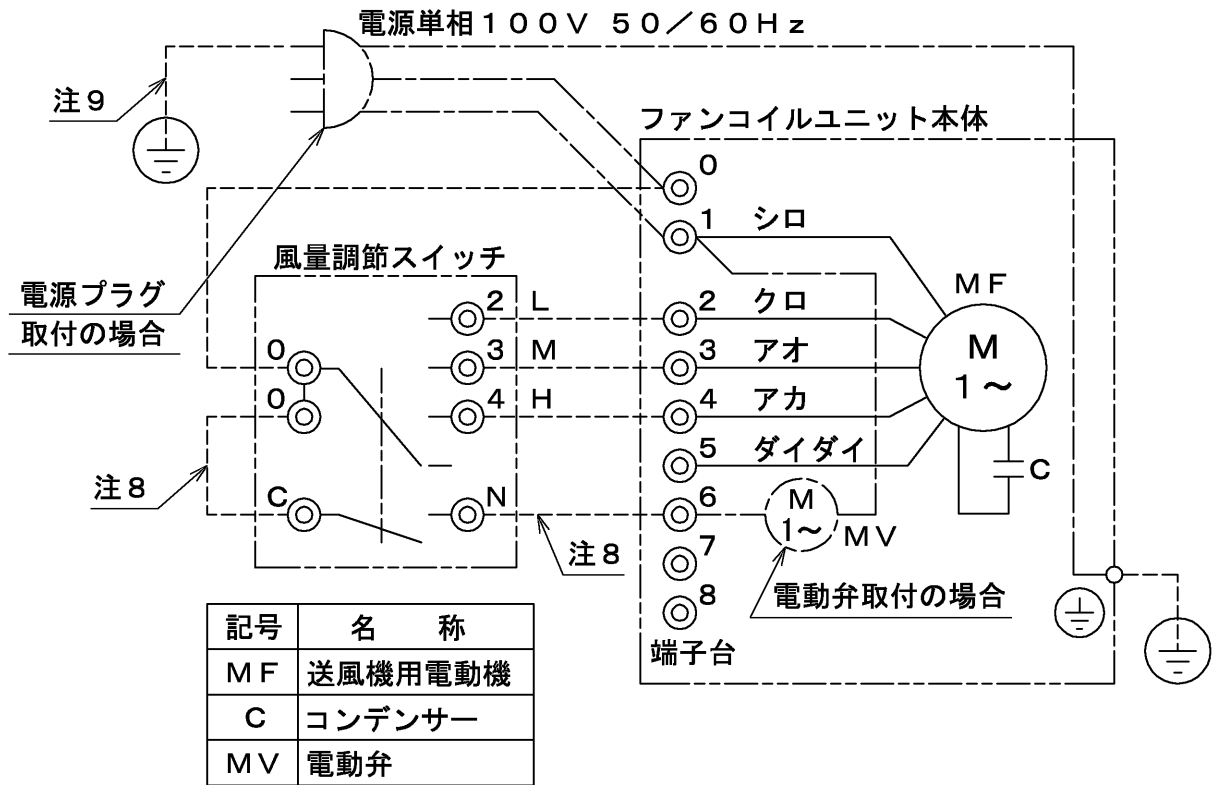 電源単相１００Ｖ ５０／６０Ｈｚ
注９
ファンコイルユニット本体
0
1 シロ
風量調節スイッチ
ＭＦ
電源プラグ
取付の場合
2 L
2 クロ
0
3 M
3 アオ
M
1～
0
4 H
4 アカ
5 ダイダイ
C
注８
C
N
6
M
1～
ＭＶ
注８
7
電動弁取付の場合
8
端子台
記号 名 称
ＭＦ 送風機用電動機
Ｃ コンデンサー
ＭＶ 電動弁